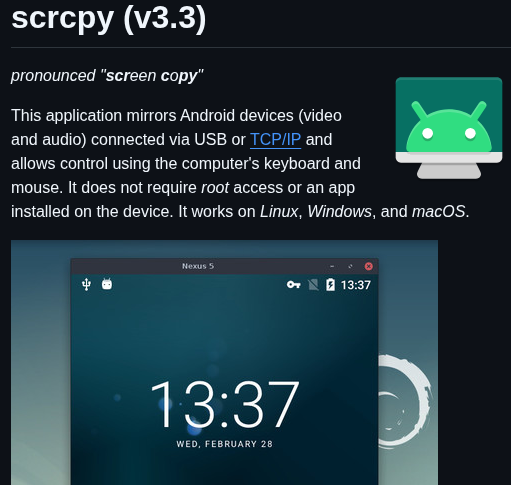 scrcpy (v3.3)
pronounced "screen copy"
This application mirrors Android devices (video
and audio) connected via USB or TCP/IP and
allows control using the computer's keyboard and
mouse. It does not require root access or an app
installed on the device. It works on Linux, Windows, and macOS.
Nexus 5
13:37
13:37
WED, FEBRUARY 28